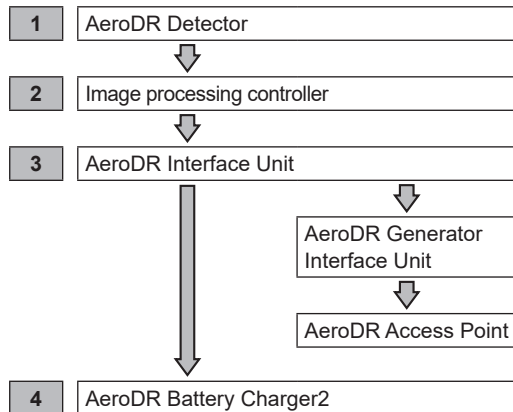 1 AeroDR Detector
2 Image processing controller
3 AeroDR Interface Unit
AeroDR Generator
Interface Unit
AeroDR Access Point
4 AeroDR Battery Charger2